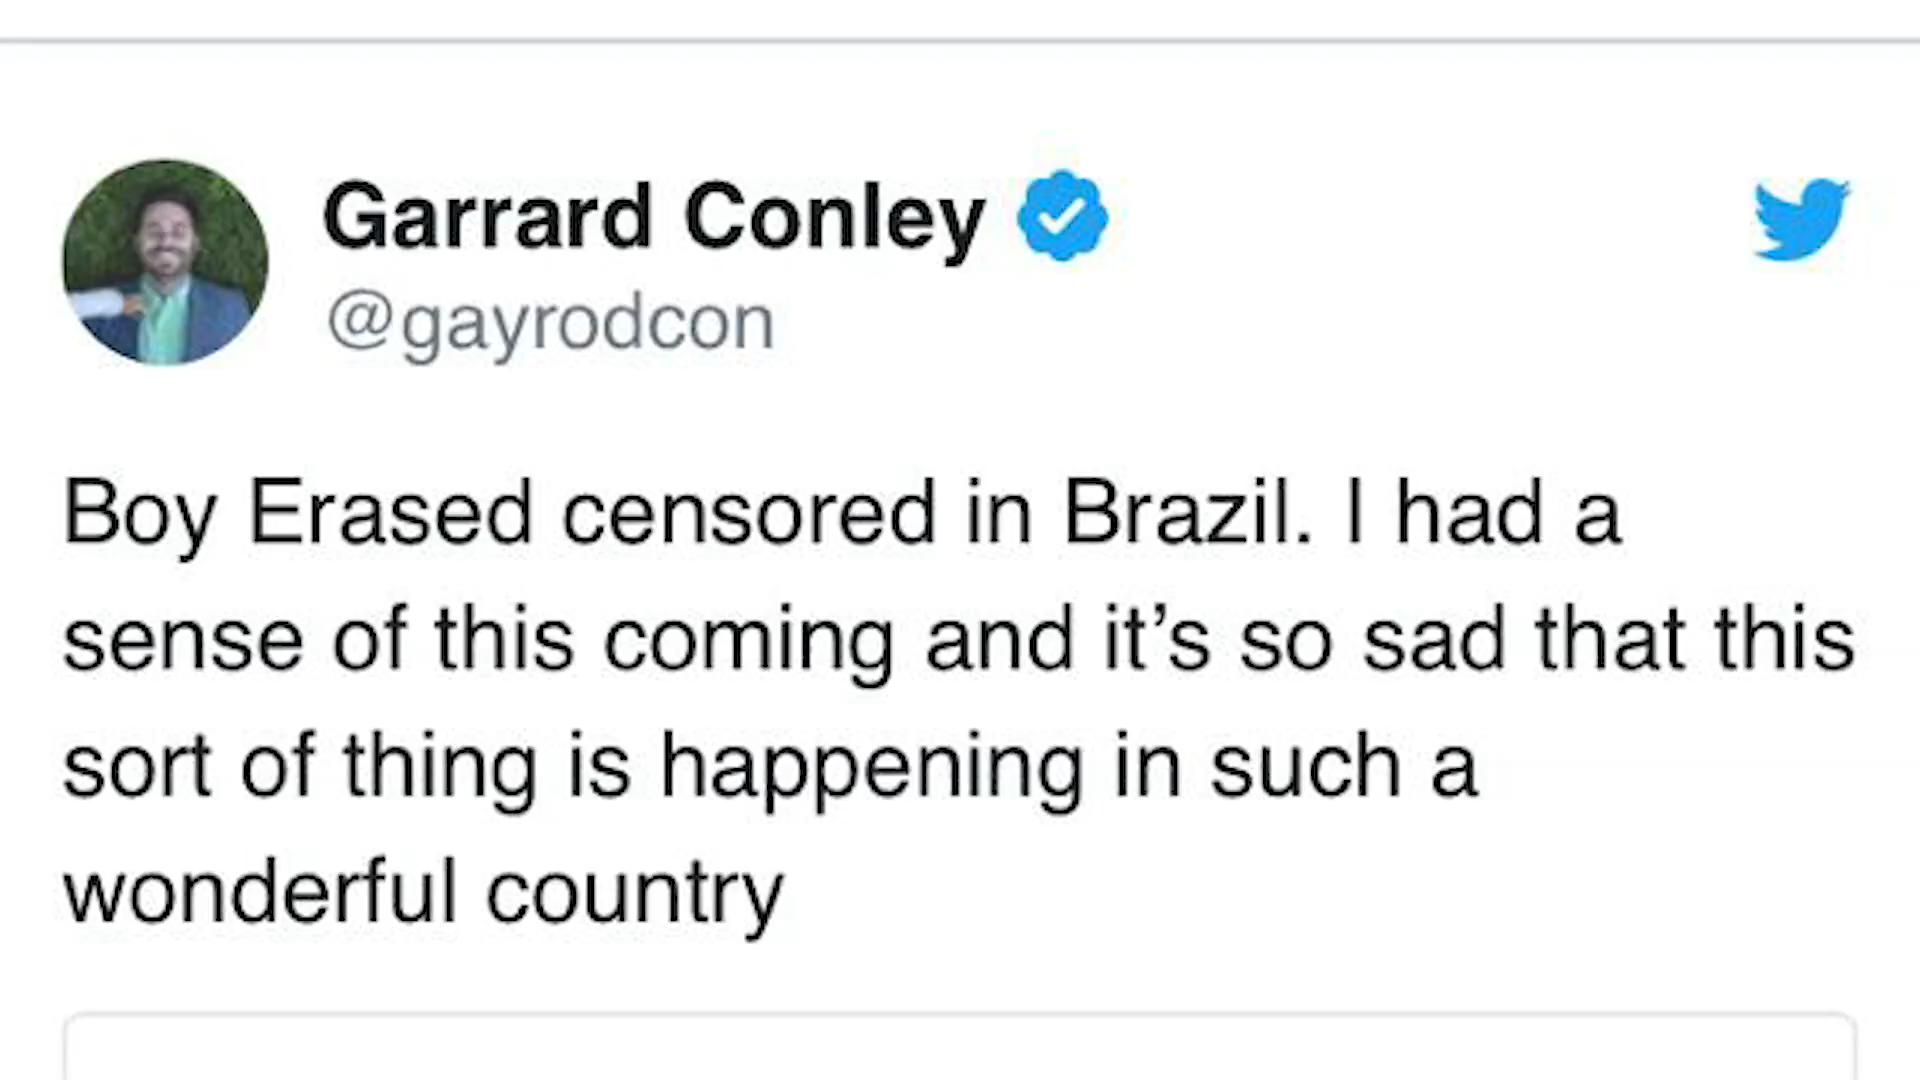 Garrard Conley
@gayrodcon
Boy Erased censored in Brazil. I had a
sense of this coming and it’s so sad that this
sort of thing is happening in such a
wonderful country